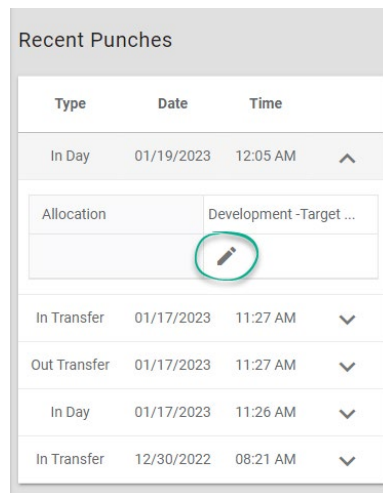 Recent Punches
Type Date Time
In Day 01/19/2023 12:05 AM
Allocation Development -Target ...
In Transfer 01/17/2023 11:27 AM
Out Transfer 01/17/2023 11:27 AM
In Day 01/17/2023 11:26 AM
In Transfer 12/30/2022 08:21 AM